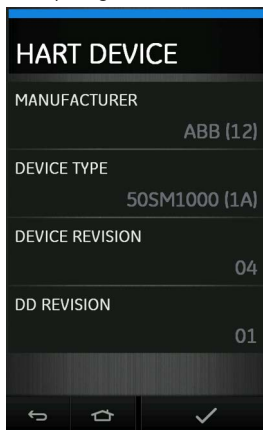 HART DEVICE
MANUFACTURER
ABB (12)
DEVICE TYPE
50SM1000 (1A)
DEVICE REVISION
04
DD REVISION
01